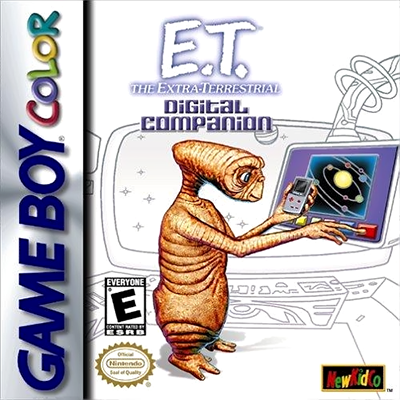 GAME BOY COLOR
E.T.
THE EXTRA-TERRESTRIAL
DIGITAL
COMPANION
EVERYONE
E
CONTENT RATED BY
ESRB
Official
Nintendo
Seal of Quality
NewKidCo